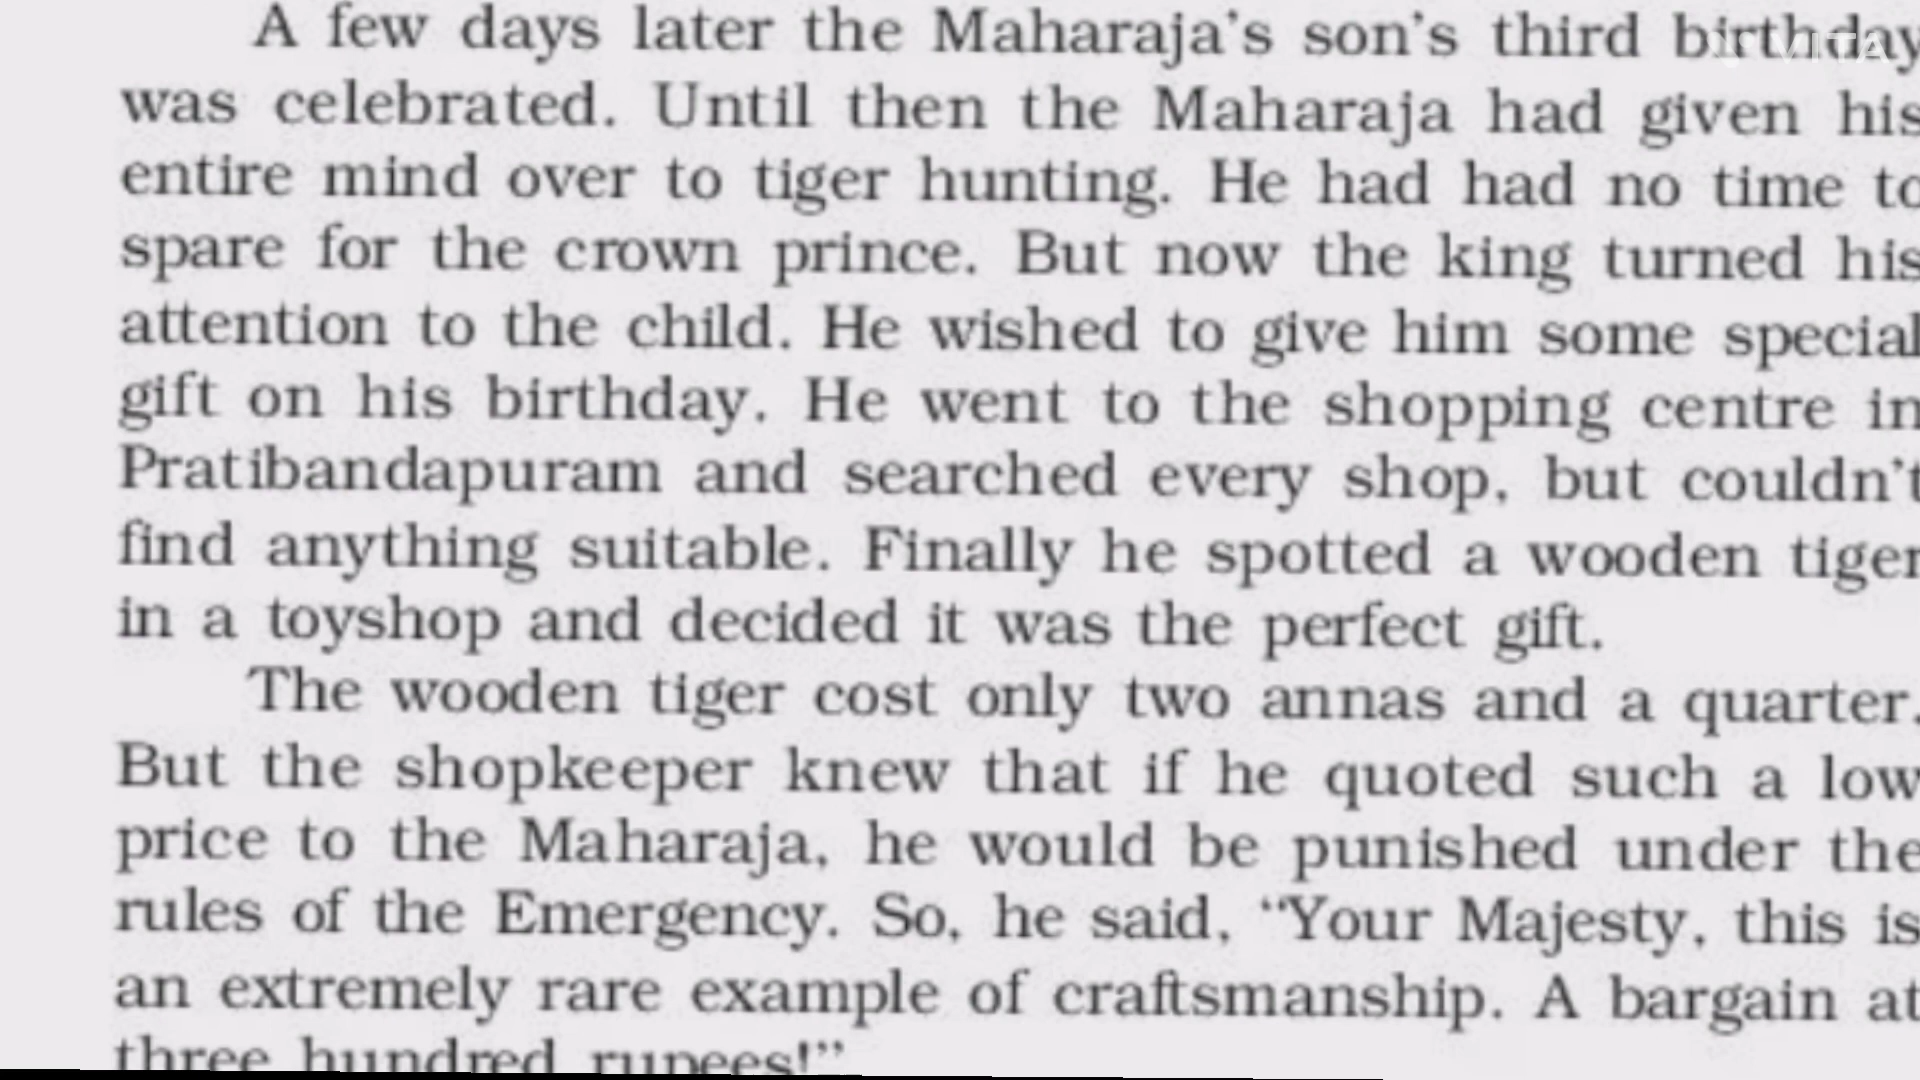 A few days later the Maharaja's son's third birthday
was celebrated. Until then the Maharaja had given his
entire mind over to tiger hunting. He had had no time to
spare for the crown prince. But now the king turned his
attention to the child. He wished to give him some special
gift on his birthday. He went to the shopping centre in
Pratibandapuram and searched every shop, but couldn't
find anything suitable. Finally he spotted a wooden tiger
in a toyshop and decided it was the perfect gift.
The wooden tiger cost only two annas and a quarter.
But the shopkeeper knew that if he quoted such a low
price to the Maharaja, he would be punished under the
rules of the Emergency. So, he said, “Your Majesty, this is
an extremely rare example of craftsmanship. A bargain at
three hundred rupees!”
VITA